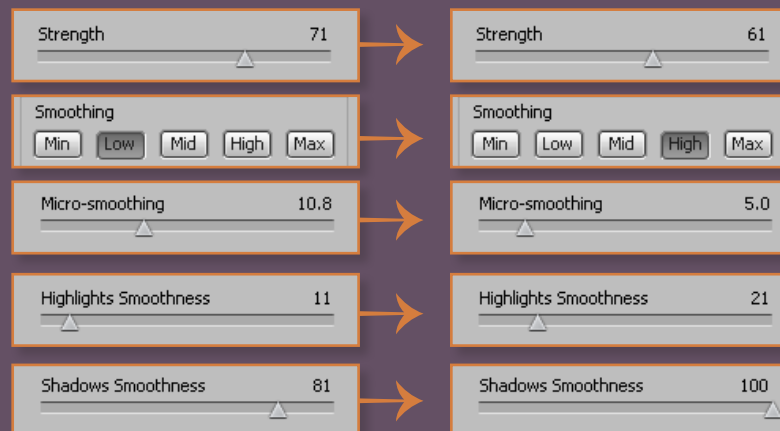 Strength 71
Strength 61
Smoothing
Min Low Mid High Max
Smoothing
Min Low Mid High Max
Micro-smoothing 10.8
Micro-smoothing 5.0
Highlights Smoothness 11
Highlights Smoothness 21
Shadows Smoothness 81
Shadows Smoothness 100